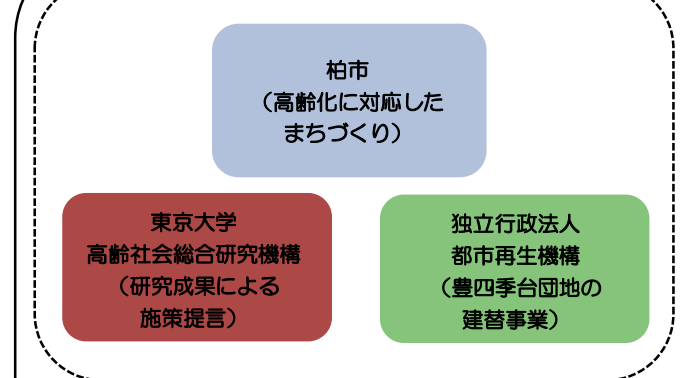 柏市
（高齢化に対応した
まちづくり）
東京大学
高齢社会総合研究機構
（研究成果による
施策提言）
独立行政法人
都市再生機構
（豊四季台団地の
建替事業）